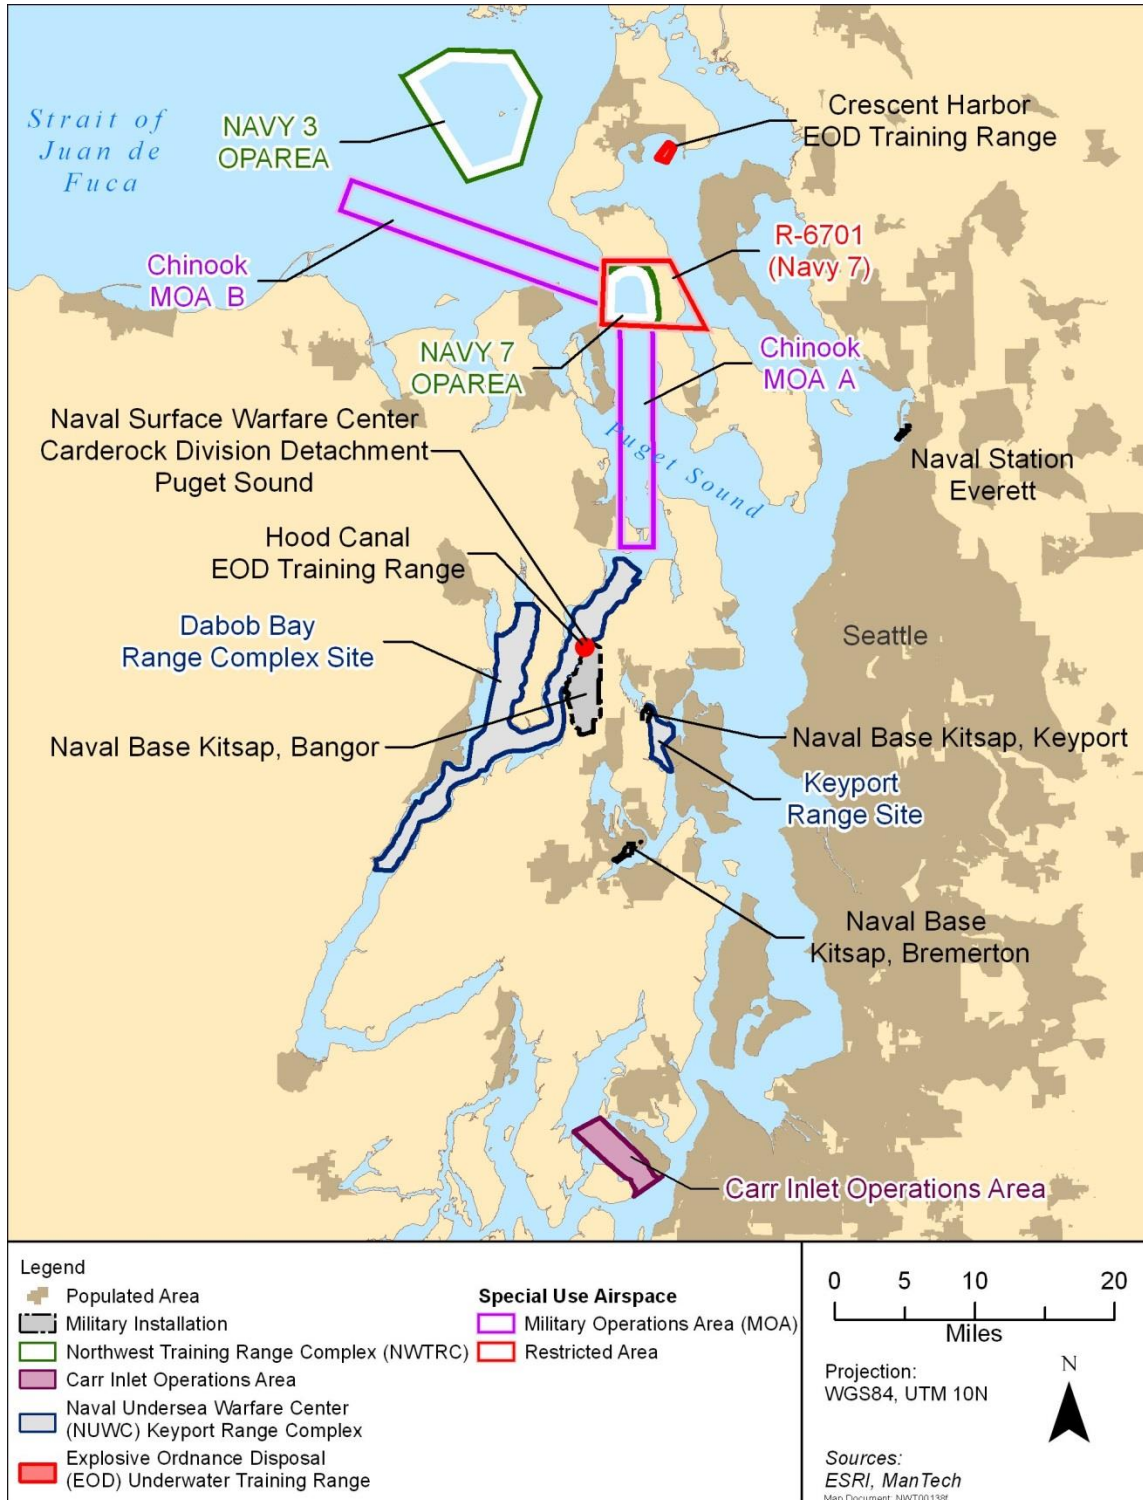 Strait of
Juan de
Fuca
NAVY 3
OPAREA
Crescent Harbor
EOD Training Range
R-6701
(Navy 7)
Chinook
MOA B
NAVY 7
OPAREA
Chinook
MOA A
Naval Surface Warfare Center
Carderock Division Detachment
Puget Sound
Puget Sound
Naval Station
Everett
Hood Canal
EOD Training Range
Dabob Bay
Range Complex Site
Seattle
Naval Base Kitsap, Bangor
Naval Base Kitsap, Keyport
Keyport
Range Site
Naval Base
Kitsap, Bremerton
Carr Inlet Operations Area
Legend
Populated Area
Military Installation
Northwest Training Range Complex (NWTRC)
Carr Inlet Operations Area
Naval Undersea Warfare Center
(NUWC) Keyport Range Complex
Explosive Ordnance Disposal
(EOD) Underwater Training Range
Special Use Airspace
Military Operations Area (MOA)
Restricted Area
0 5 10 20
Miles
Projection:
WGS84, UTM 10N
N
Sources:
ESRI, ManTech